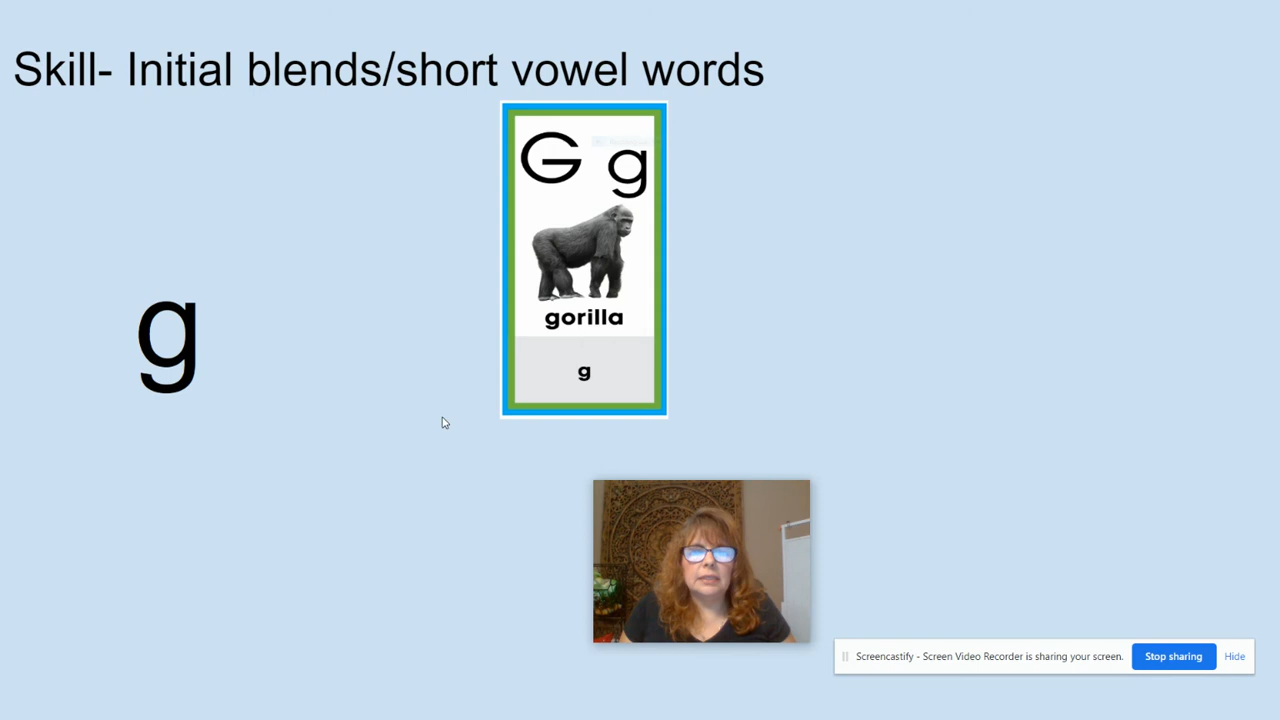 Skill- Initial blends/short vowel words
G g
gorilla
g
g
Screencastify - Screen Video Recorder is sharing your screen.
Stop sharing
Hide